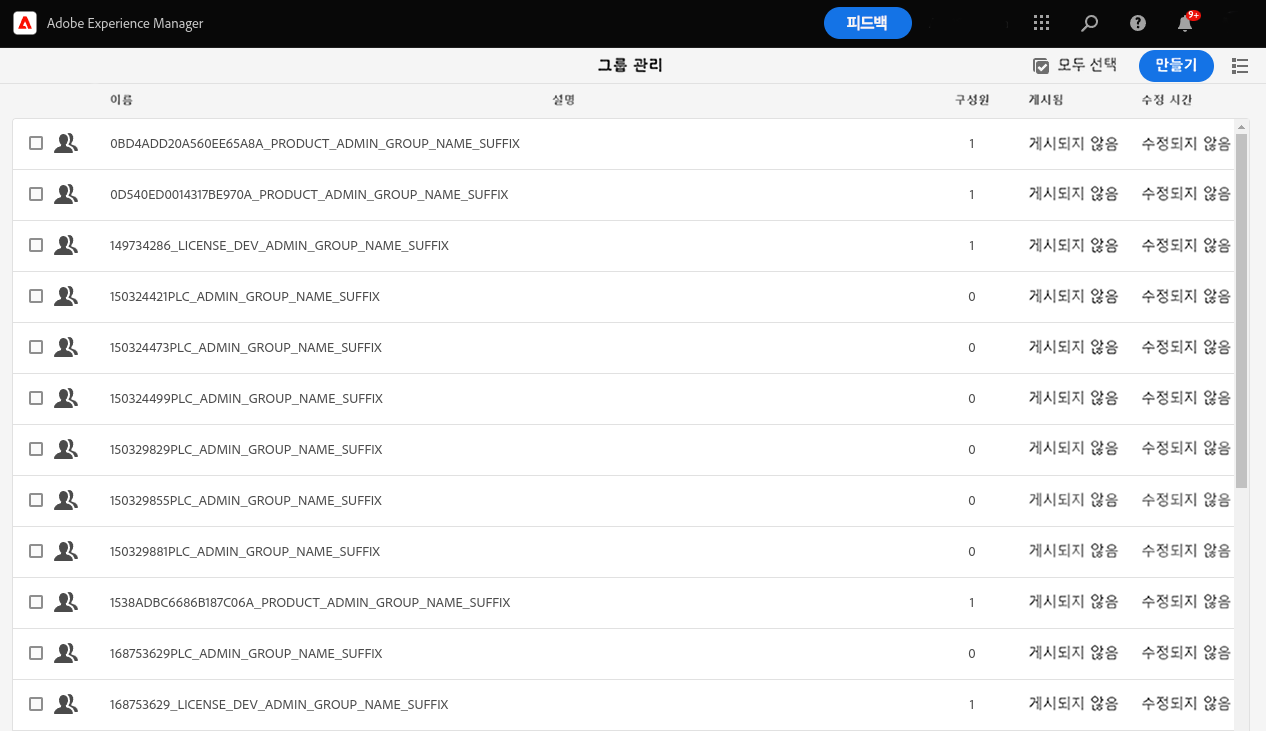 Adobe Experience Manager 피드백 9+
그룹 관리 모두 선택 만들기
이름 설명 구성원 게시됨 수정 시간
0BD4ADD20A560EE65A8A_PRODUCT_ADMIN_GROUP_NAME_SUFFIX 1 게시되지 않음 수정되지 않음
0D540ED0014317BE970A_PRODUCT_ADMIN_GROUP_NAME_SUFFIX 1 게시되지 않음 수정되지 않음
149734286_LICENSE_DEV_ADMIN_GROUP_NAME_SUFFIX 1 게시되지 않음 수정되지 않음
150324421PLC_ADMIN_GROUP_NAME_SUFFIX 0 게시되지 않음 수정되지 않음
150324473PLC_ADMIN_GROUP_NAME_SUFFIX 0 게시되지 않음 수정되지 않음
150324499PLC_ADMIN_GROUP_NAME_SUFFIX 0 게시되지 않음 수정되지 않음
150329829PLC_ADMIN_GROUP_NAME_SUFFIX 0 게시되지 않음 수정되지 않음
150329855PLC_ADMIN_GROUP_NAME_SUFFIX 0 게시되지 않음 수정되지 않음
150329881PLC_ADMIN_GROUP_NAME_SUFFIX 0 게시되지 않음 수정되지 않음
1538ADBC6686B187C06A_PRODUCT_ADMIN_GROUP_NAME_SUFFIX 1 게시되지 않음 수정되지 않음
168753629PLC_ADMIN_GROUP_NAME_SUFFIX 0 게시되지 않음 수정되지 않음
168753629_LICENSE_DEV_ADMIN_GROUP_NAME_SUFFIX 1 게시되지 않음 수정되지 않음